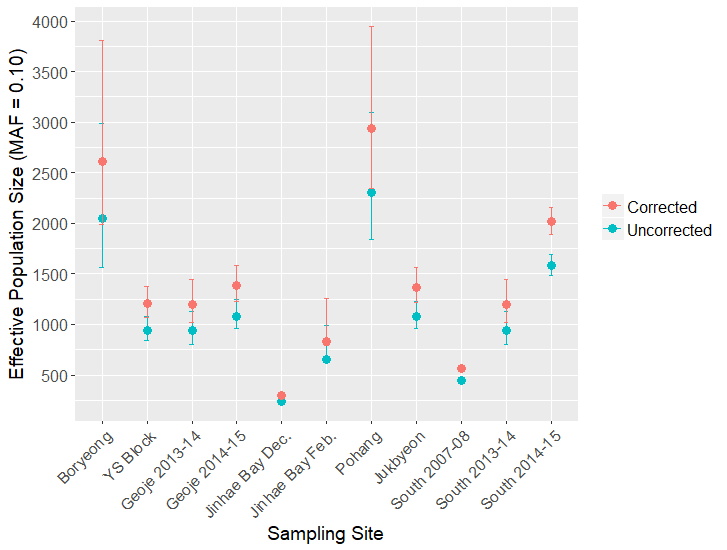 Effective Population Size (MAF = 0.10)
4000
3500
3000
2500
2000
1500
1000
500
Boryeong
YS Block
Geoje 2013-14
Geoje 2014-15
Jinhae Bay Dec.
Jinhae Bay Feb.
Pohang
Jukbyeon
South 2007-08
South 2013-14
South 2014-15
Sampling Site
Corrected
Uncorrected